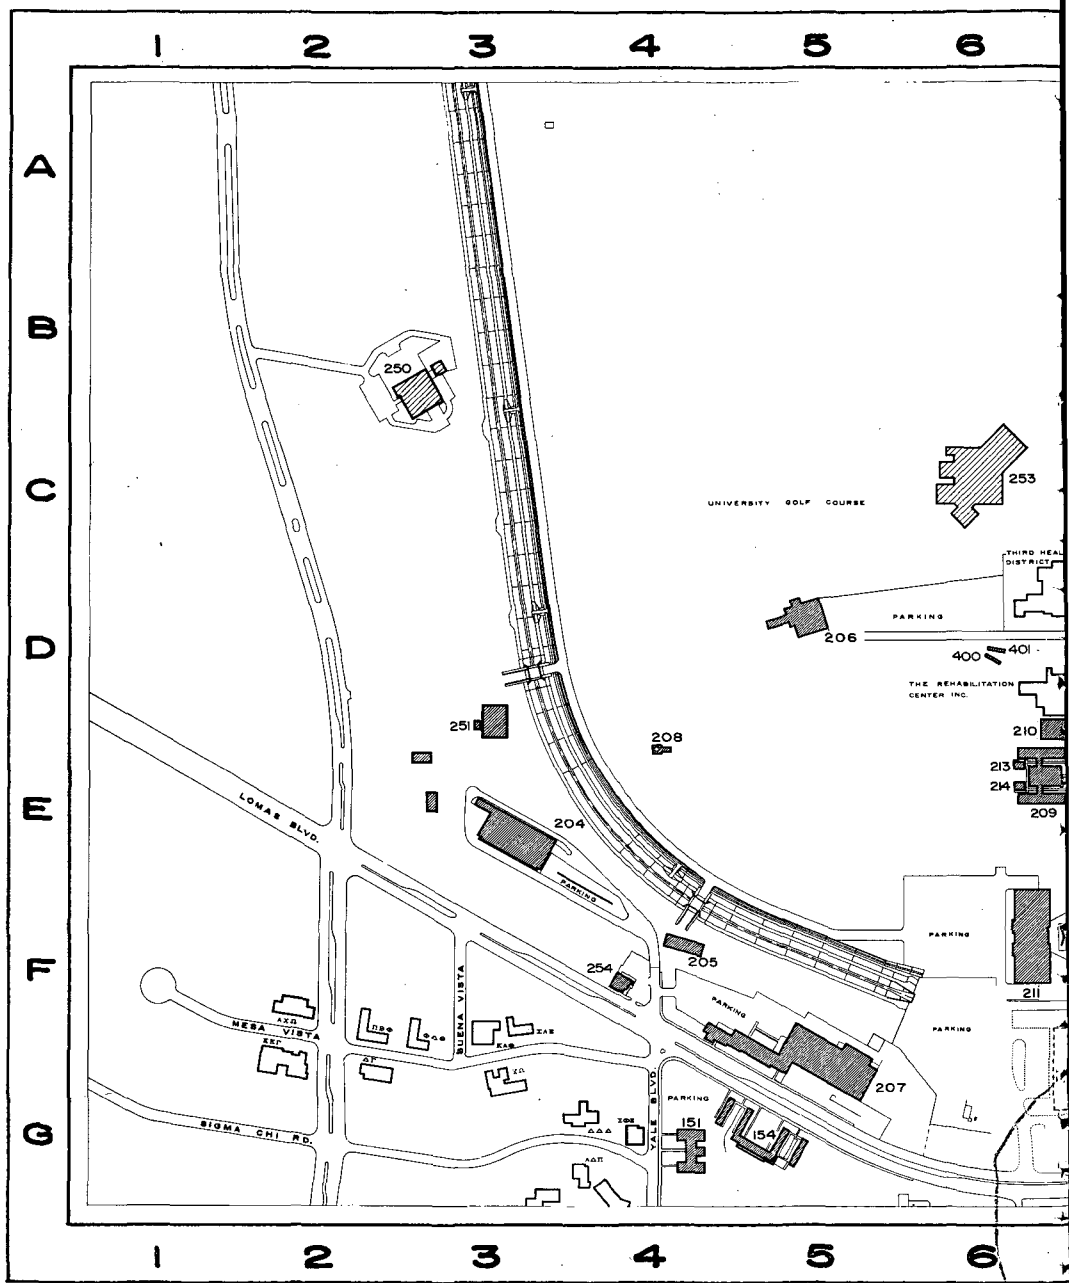 1 2 3 4 5 6
A
B
250
C
253
UNIVERSITY GOLF COURSE
THIRD HEAL
DISTRICT
PARKING
206
D
401
400
THE REHABILITATION
CENTER INC.
251
208
210
213
214
209
E
LOMAS BLVD.
204
PARKING
PARKING
F
205
254
211
PARKING
PARKING
BUENA VISTA
MESA VISTA
ΑΧΩ
ΠΒΦ
ΦΔΘ
ΚΑΘ
ΣΑΕ
ΚΚΓ
ΔΓ
ΧΩ
207
YALE BLVD.
PARKING
G
SIGMA CHI RD.
ΔΔΔ
ΣΦΕ
151
154
ΑΔΠ
1 2 3 4 5 6